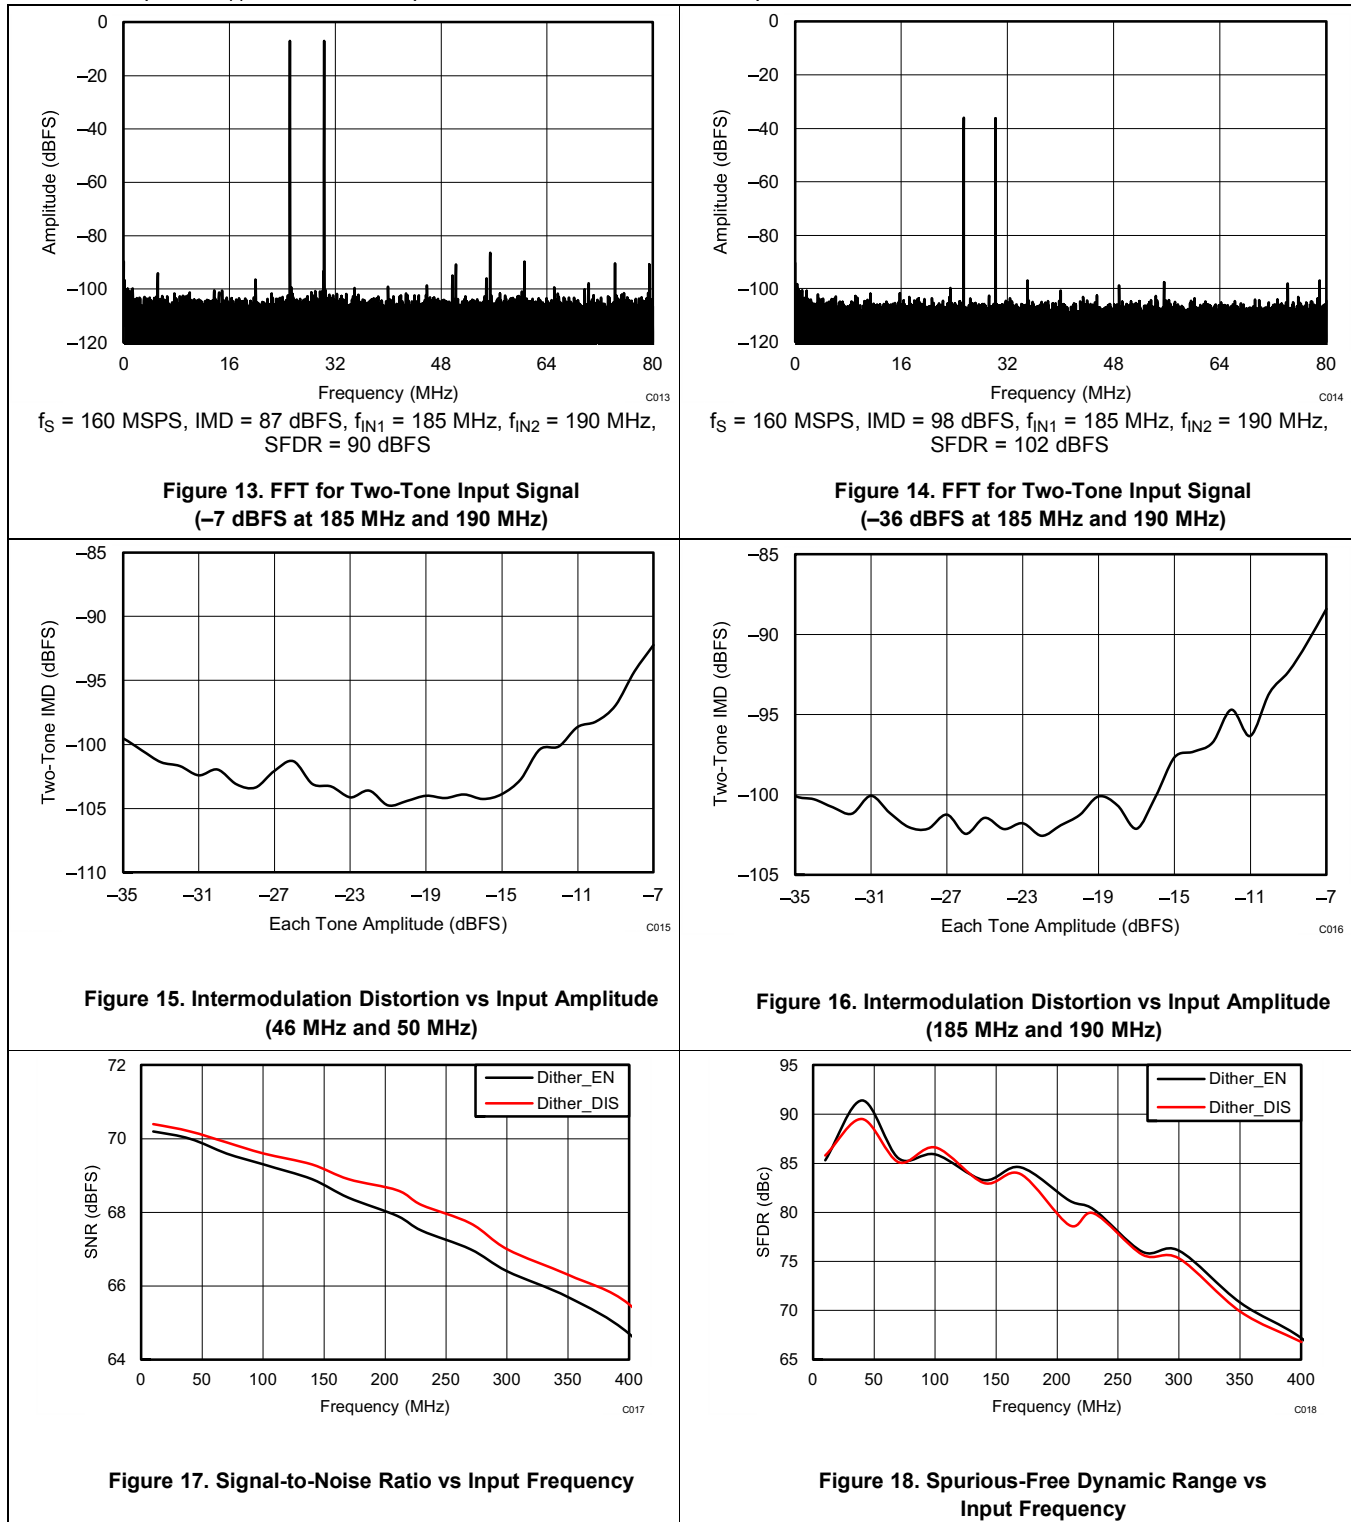 0
–20
–40
–60
–80
–100
–120
0
16
32
48
64
80
Amplitude (dBFS)
Frequency (MHz)
C013
f_S = 160 MSPS, IMD = 87 dBFS, f_IN1 = 185 MHz, f_IN2 = 190 MHz,
SFDR = 90 dBFS
Figure 13. FFT for Two-Tone Input Signal
(–7 dBFS at 185 MHz and 190 MHz)
0
–20
–40
–60
–80
–100
–120
0
16
32
48
64
80
Amplitude (dBFS)
Frequency (MHz)
C014
f_S = 160 MSPS, IMD = 98 dBFS, f_IN1 = 185 MHz, f_IN2 = 190 MHz,
SFDR = 102 dBFS
Figure 14. FFT for Two-Tone Input Signal
(–36 dBFS at 185 MHz and 190 MHz)
–85
–90
–95
–100
–105
–110
–35
–31
–27
–23
–19
–15
–11
–7
Two-Tone IMD (dBFS)
Each Tone Amplitude (dBFS)
C015
Figure 15. Intermodulation Distortion vs Input Amplitude
(46 MHz and 50 MHz)
–85
–90
–95
–100
–105
–35
–31
–27
–23
–19
–15
–11
–7
Two-Tone IMD (dBFS)
Each Tone Amplitude (dBFS)
C016
Figure 16. Intermodulation Distortion vs Input Amplitude
(185 MHz and 190 MHz)
72
70
68
66
64
0
50
100
150
200
250
300
350
400
SNR (dBFS)
Dither_EN
Dither_DIS
Frequency (MHz)
C017
Figure 17. Signal-to-Noise Ratio vs Input Frequency
95
90
85
80
75
70
65
0
50
100
150
200
250
300
350
400
SFDR (dBc)
Dither_EN
Dither_DIS
Frequency (MHz)
C018
Figure 18. Spurious-Free Dynamic Range vs
Input Frequency